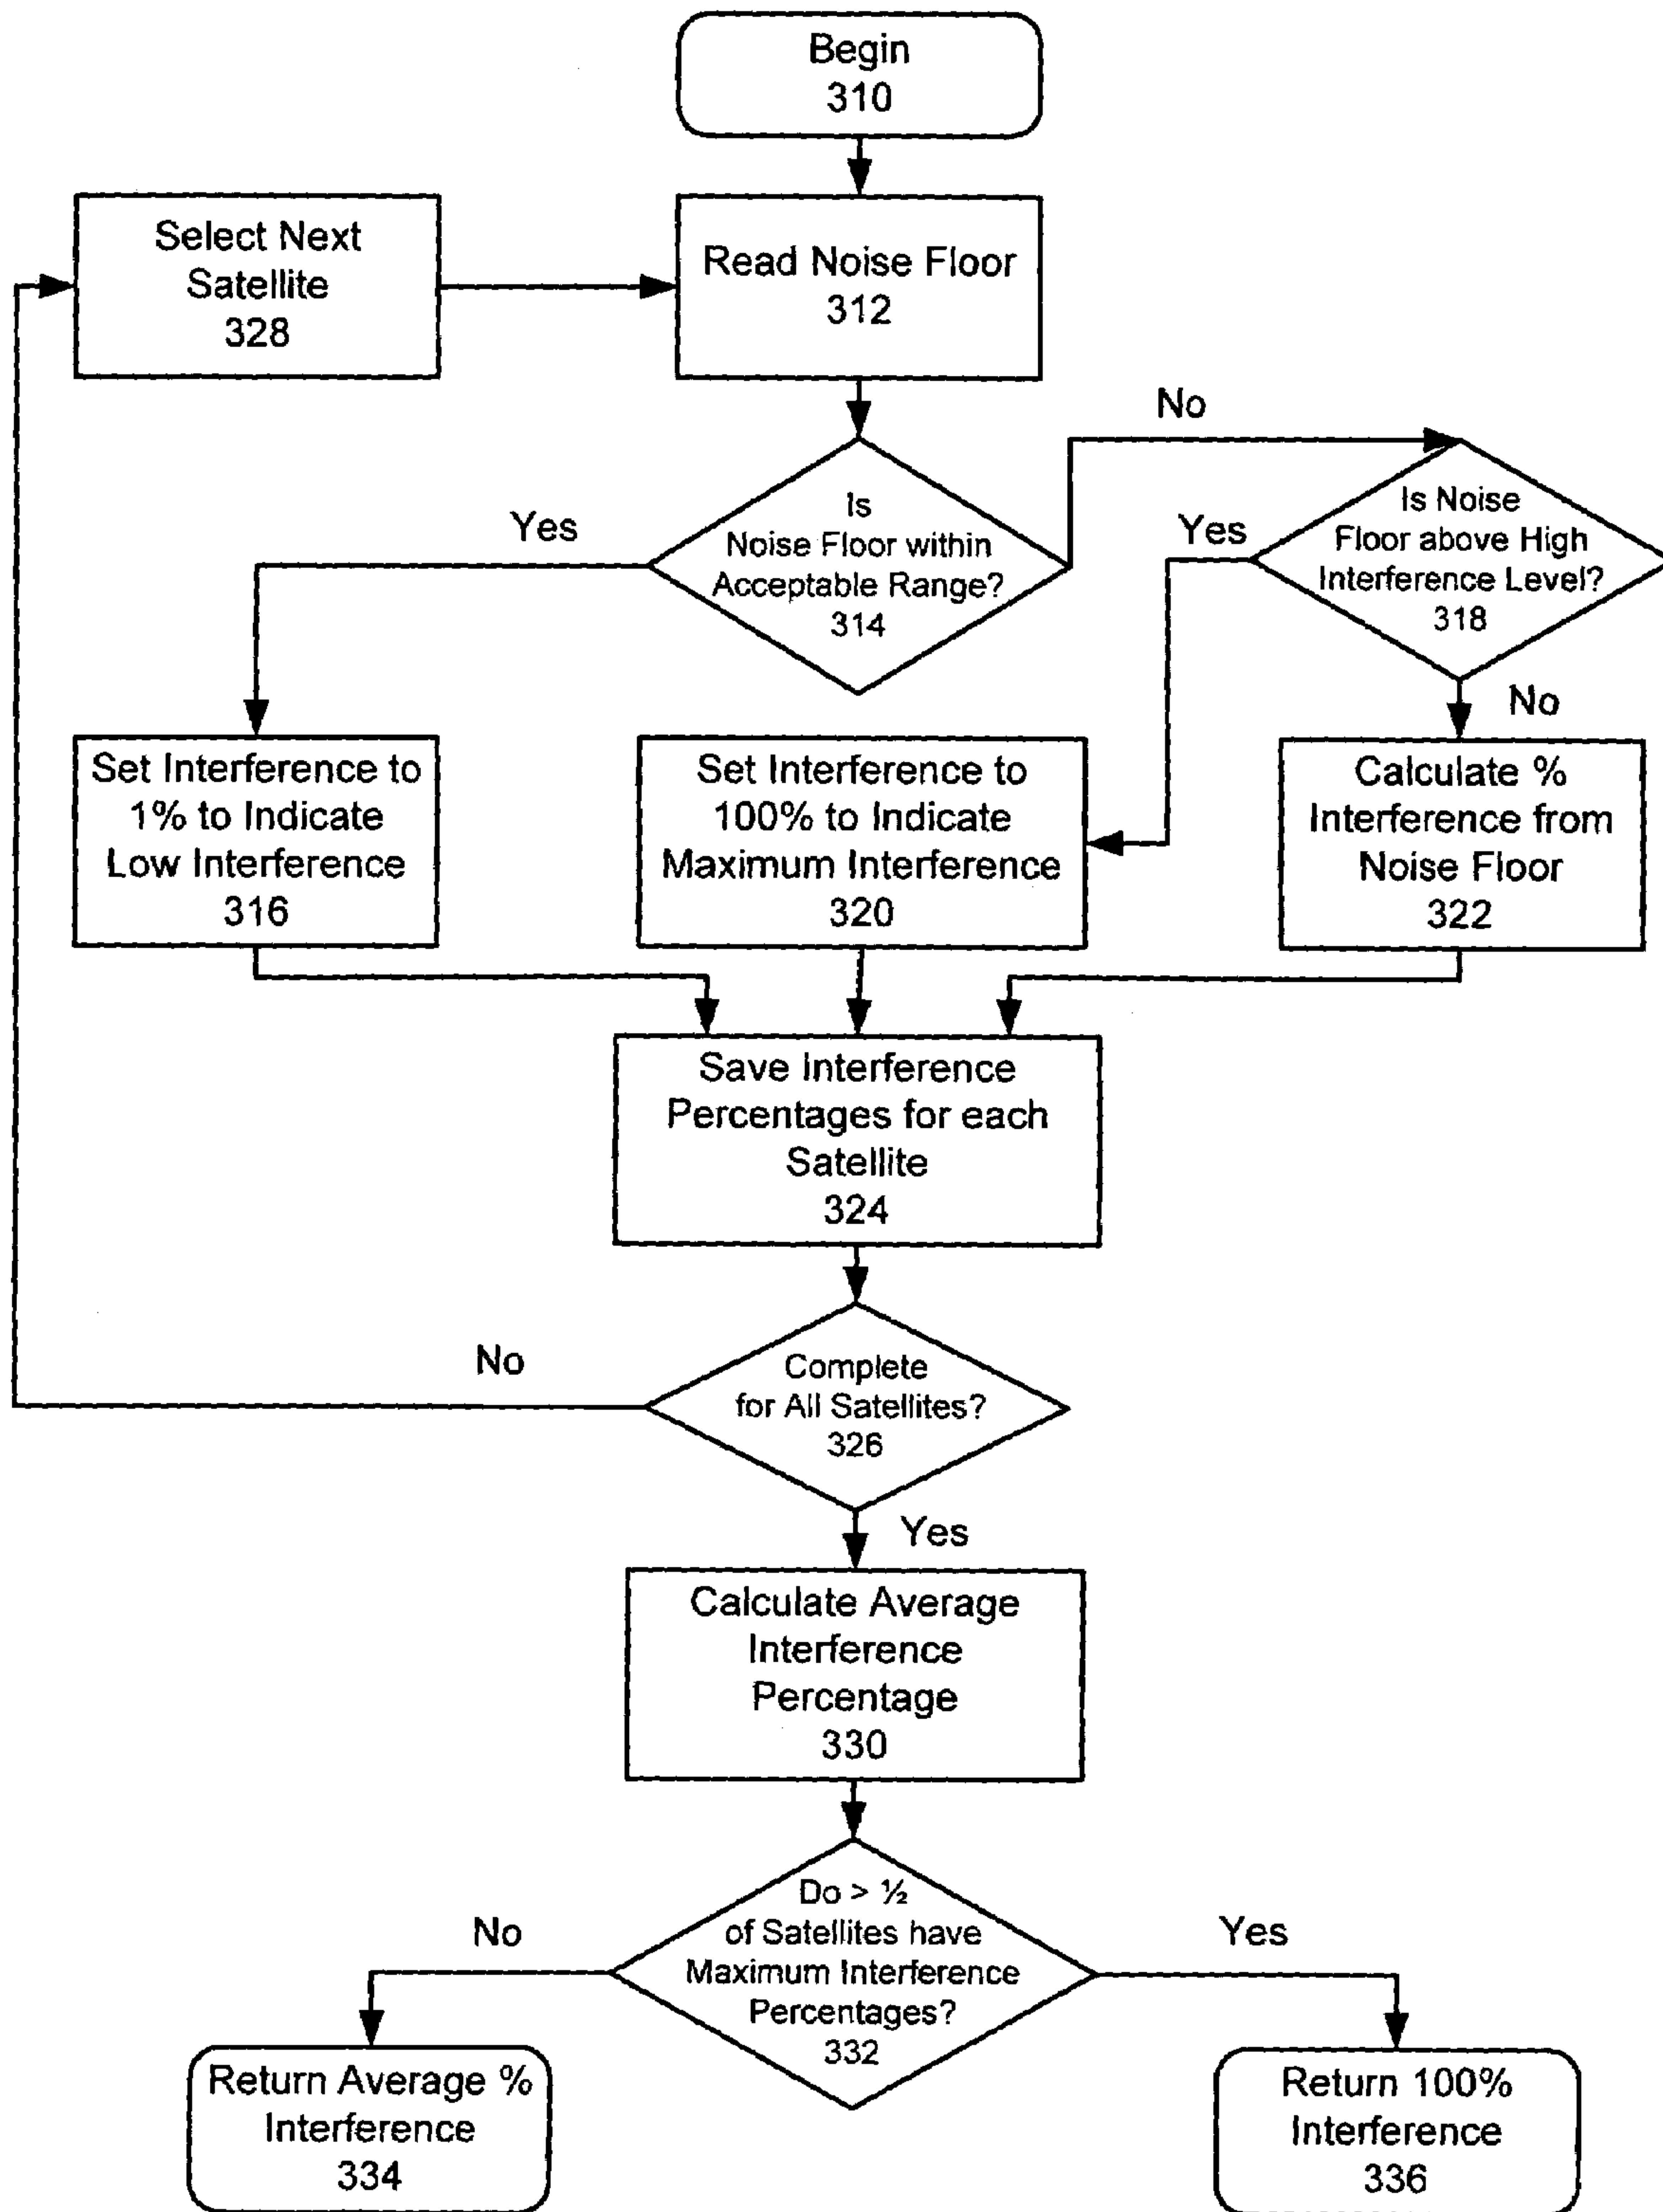 Begin
310
Select Next
Satellite
328
Read Noise Floor
312
No
Is
Noise Floor within
Acceptable Range?
314
Yes
Is Noise
Floor above High
Interference Level?
318
Yes
No
Set Interference to
1% to Indicate
Low Interference
316
Set Interference to
100% to Indicate
Maximum Interference
320
Calculate %
Interference from
Noise Floor
322
Save Interference
Percentages for each
Satellite
324
No
Complete
for All Satellites?
326
Yes
Calculate Average
Interference
Percentage
330
Do > ½
of Satellites have
Maximum Interference
Percentages?
332
No
Yes
Return Average %
Interference
334
Return 100%
Interference
336